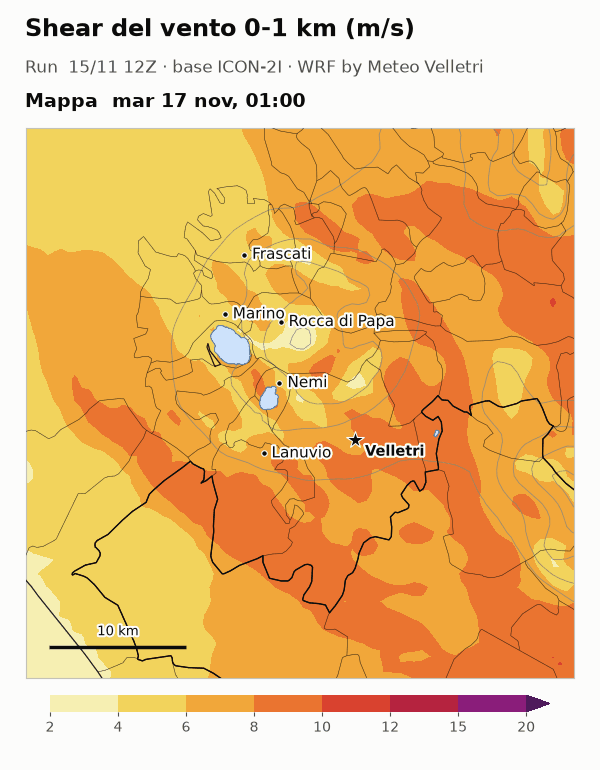 Shear del vento 0-1 km (m/s)
Run  15/11 12Z · base ICON-2I · WRF by Meteo Velletri
Mappa  mar 17 nov, 01:00
Frascati
Marino
Rocca di Papa
Nemi
Velletri
Lanuvio
10 km
2 4 6 8 10 12 15 20